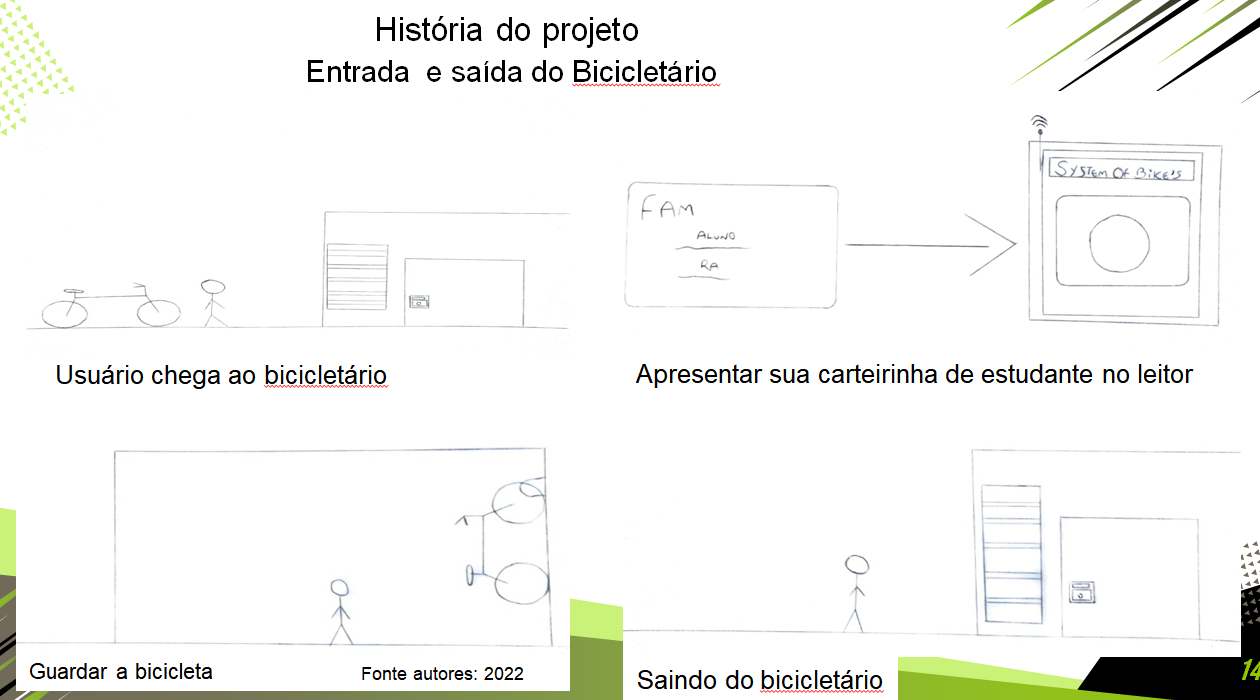 História do projeto
Entrada e saída do Bicicletário
SYSTEM OF BIKE'S
FAM
ALUNO
RA
Usuário chega ao bicicletário
Apresentar sua carteirinha de estudante no leitor
Guardar a bicicleta
Fonte autores: 2022
Saindo do bicicletário
14